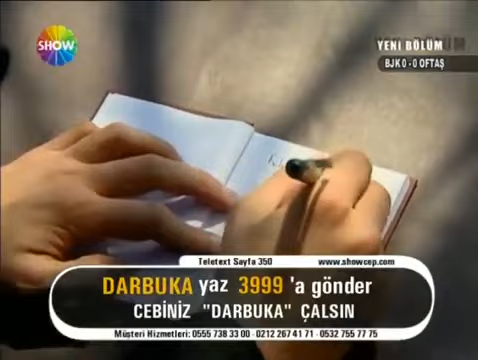 SHOW
YENİ BÖLÜM
BJK 0 - 0 OFTAŞ
Teletext Sayfa 350 www.showcep.com
DARBUKA yaz 3999 'a gönder
CEBİNİZ "DARBUKA" ÇALSIN
Müşteri Hizmetleri: 0555 738 33 00 - 0212 267 41 71 - 0532 755 77 75